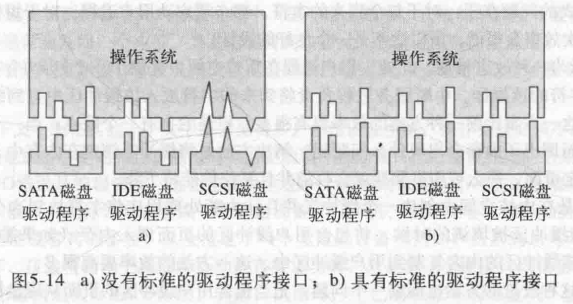 操作系统
操作系统
SATA磁盘 IDE磁盘 SCSI磁盘 SATA磁盘 IDE磁盘 SCSI磁盘
驱动程序 驱动程序 驱动程序 驱动程序 驱动程序 驱动程序
a) b)
图5-14 a) 没有标准的驱动程序接口，b) 具有标准的驱动程序接口